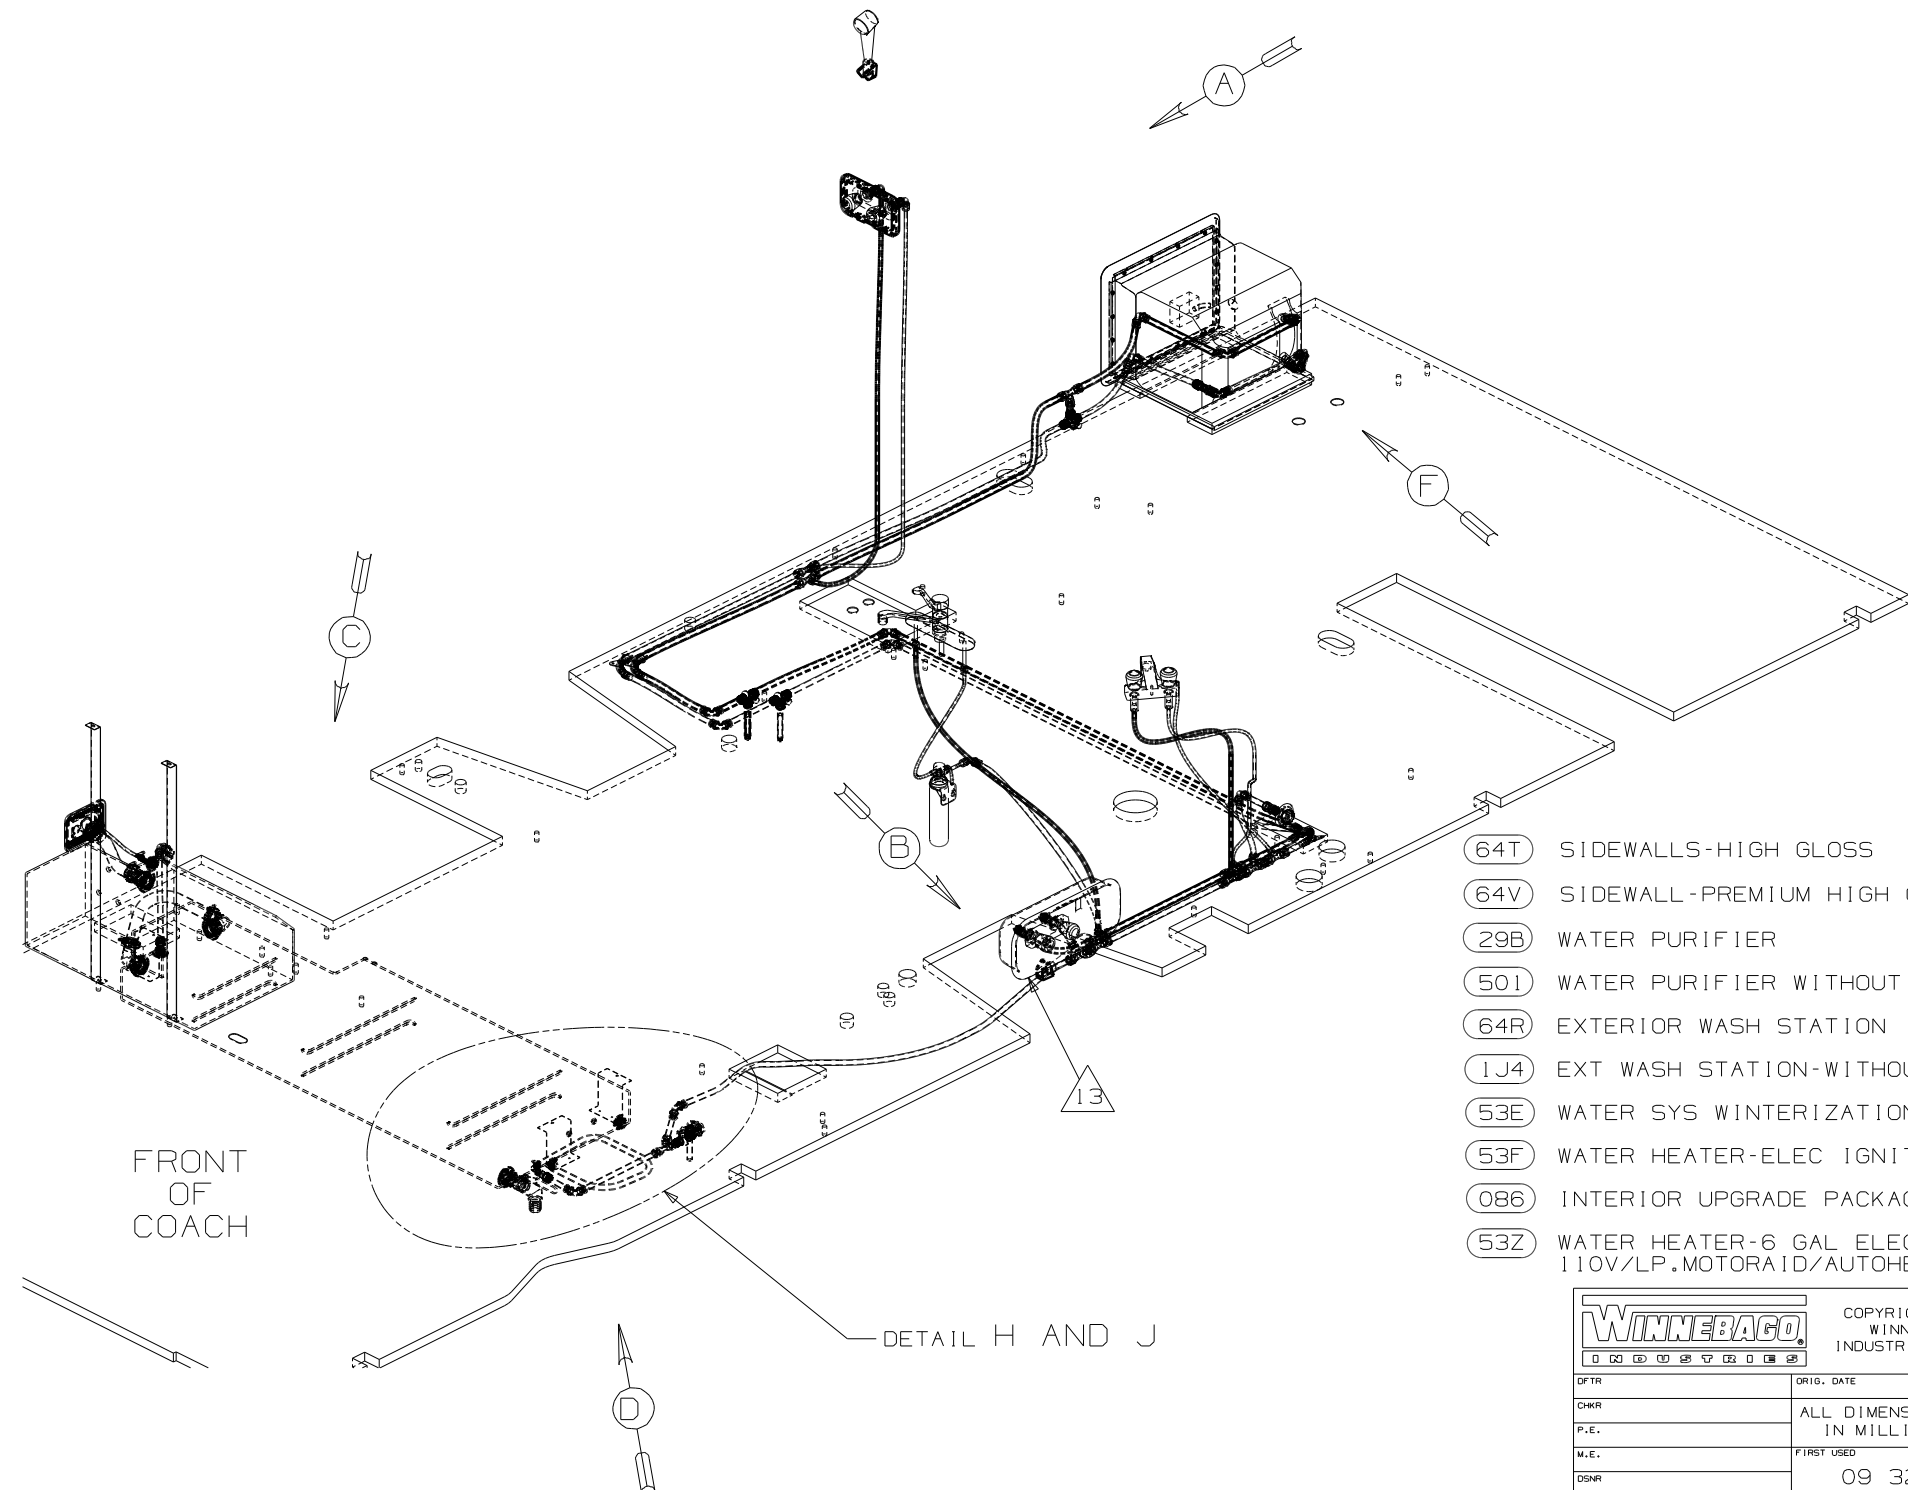 A
F
C
B
64T SIDEWALLS-HIGH GLOSS
64V SIDEWALL-PREMIUM HIGH
29B WATER PURIFIER
501 WATER PURIFIER WITHOUT
64R EXTERIOR WASH STATION
1J4 EXT WASH STATION-WITHOU
53E WATER SYS WINTERIZATION
53F WATER HEATER-ELEC IGNIT
086 INTERIOR UPGRADE PACKAG
53Z WATER HEATER-6 GAL ELEC
110V/LP.MOTORAID/AUTOHE
13
FRONT
OF
COACH
DETAIL H AND J
D
WINNEBAGO®
INDUSTRIES
COPYRIG
WINN
INDUSTR
DFTR
ORIG. DATE
CHKR
ALL DIMENS
P.E.
IN MILLI
M.E.
FIRST USED
DSNR
09 32